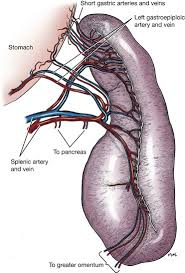 Short gastric arteries and veins
Left gastroepiploic
artery and vein
Stomach
To pancreas
Splenic artery
and vein
To greater omentum